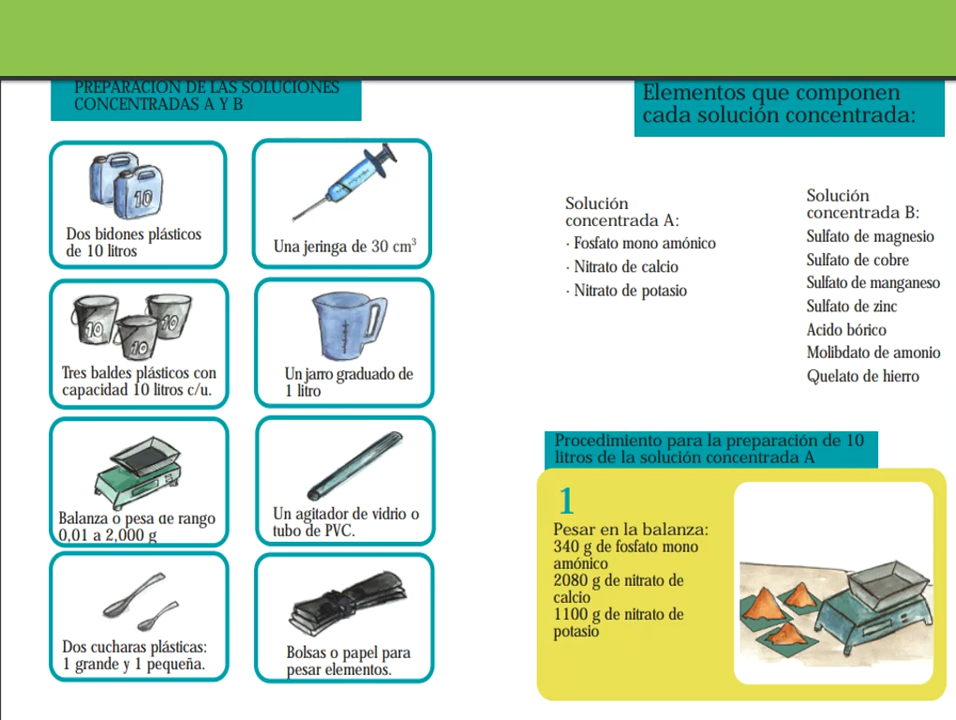 PREPARACION DE LAS SOLUCIONES
CONCENTRADAS A Y B
10
Dos bidones plásticos
de 10 litros
Una jeringa de 30 cm³
10
10
10
Tres baldes plásticos con
capacidad 10 litros c/u.
Un jarro graduado de
1 litro
Balanza o pesa de rango
0,01 a 2,000 g
Un agitador de vidrio o
tubo de PVC.
Dos cucharas plásticas:
1 grande y 1 pequeña.
Bolsas o papel para
pesar elementos.
Elementos que componen
cada solución concentrada:
Solución
concentrada A:
· Fosfato mono amónico
· Nitrato de calcio
· Nitrato de potasio
Solución
concentrada B:
Sulfato de magnesio
Sulfato de cobre
Sulfato de manganeso
Sulfato de zinc
Acido bórico
Molibdato de amonio
Quelato de hierro
Procedimiento para la preparación de 10
litros de la solución concentrada A
1
Pesar en la balanza:
340 g de fosfato mono
amónico
2080 g de nitrato de
calcio
1100 g de nitrato de
potasio